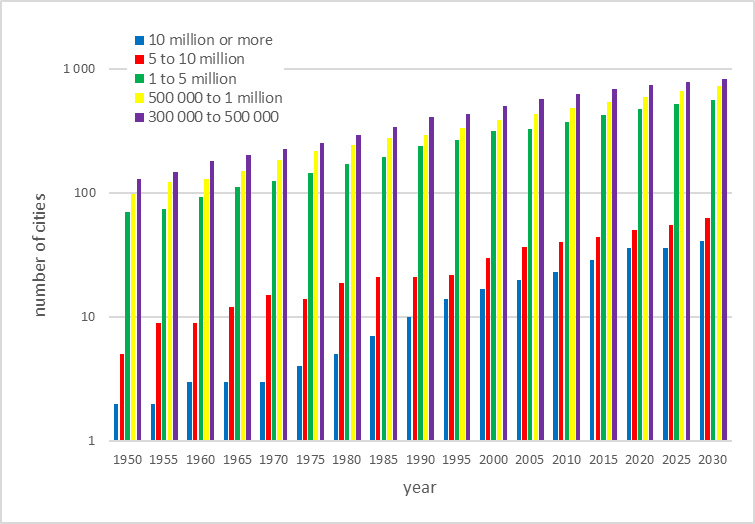 10 million or more
5 to 10 million
1 to 5 million
500 000 to 1 million
300 000 to 500 000
1 000
100
10
1
number of cities
1950 1955 1960 1965 1970 1975 1980 1985 1990 1995 2000 2005 2010 2015 2020 2025 2030
year